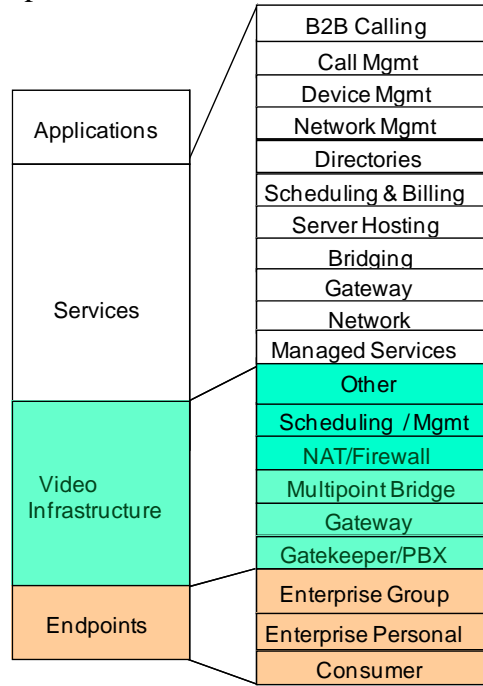 Applications
Services
Video
Infrastructure
Endpoints
B2B Calling
Call Mgmt
Device Mgmt
Network Mgmt
Directories
Scheduling & Billing
Server Hosting
Bridging
Gateway
Network
Managed Services
Other
Scheduling / Mgmt
NAT/Firewall
Multipoint Bridge
Gateway
Gatekeeper/PBX
Enterprise Group
Enterprise Personal
Consumer